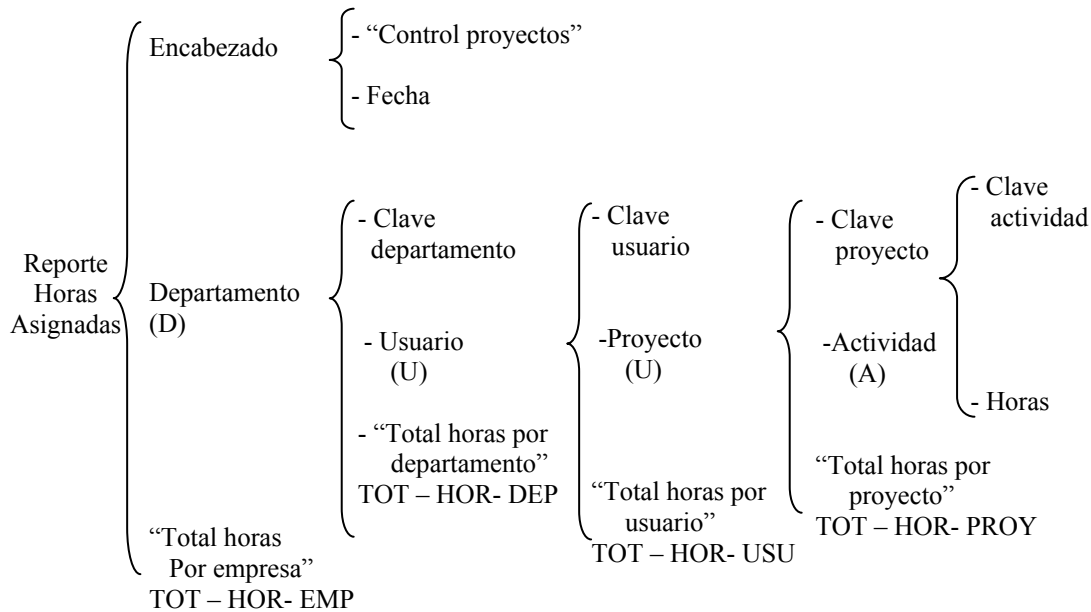 Encabezado
- “Control proyectos”
- Fecha
Reporte
Horas
Asignadas
Departamento
(D)
- Clave
departamento
- Usuario
(U)
- “Total horas por
departamento”
TOT – HOR- DEP
- Clave
usuario
-Proyecto
(U)
“Total horas por
usuario”
TOT – HOR- USU
- Clave
proyecto
-Actividad
(A)
“Total horas por
proyecto”
TOT – HOR- PROY
- Clave
actividad
- Horas
“Total horas
Por empresa”
TOT – HOR- EMP